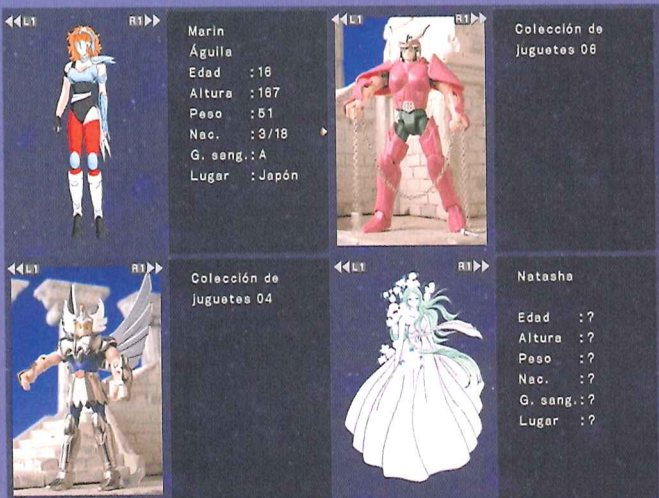 L1 R1
Marin
Águila
Edad :16
Altura :167
Peso :51
Nac. :3/18
G. sang.:A
Lugar :Japón
L1 R1
Colección de
juguetes 06
L1 R1
Colección de
juguetes 04
L1 R1
Natasha
Edad :?
Altura :?
Peso :?
Nac. :?
G. sang.:?
Lugar :?